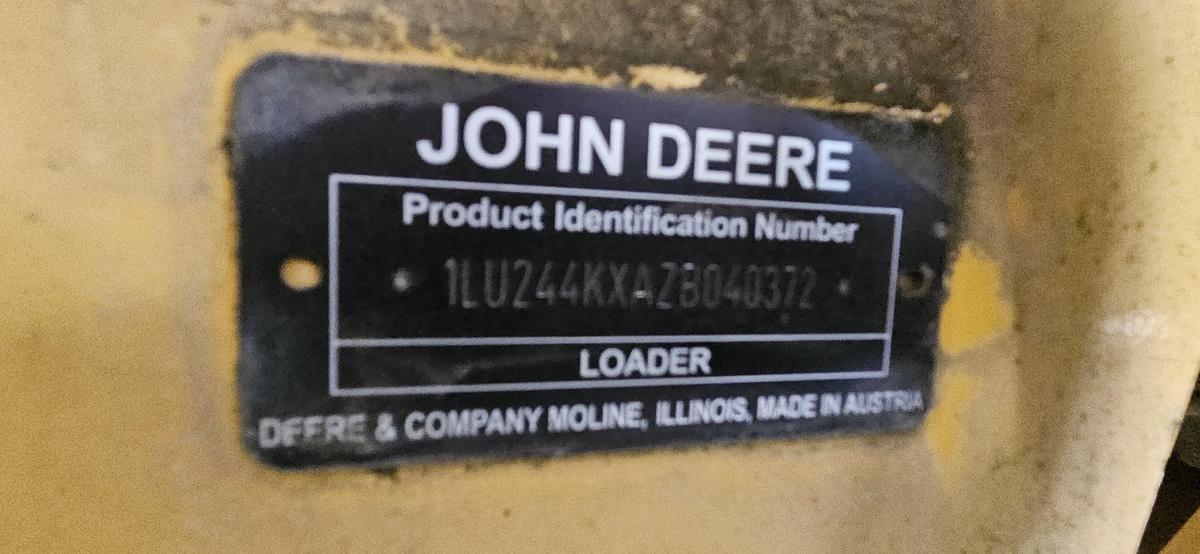 JOHN DEERE
Product Identification Number
* 1LU244KXAZB040372 *
LOADER
DEERE & COMPANY MOLINE, ILLINOIS, MADE IN AUSTRIA